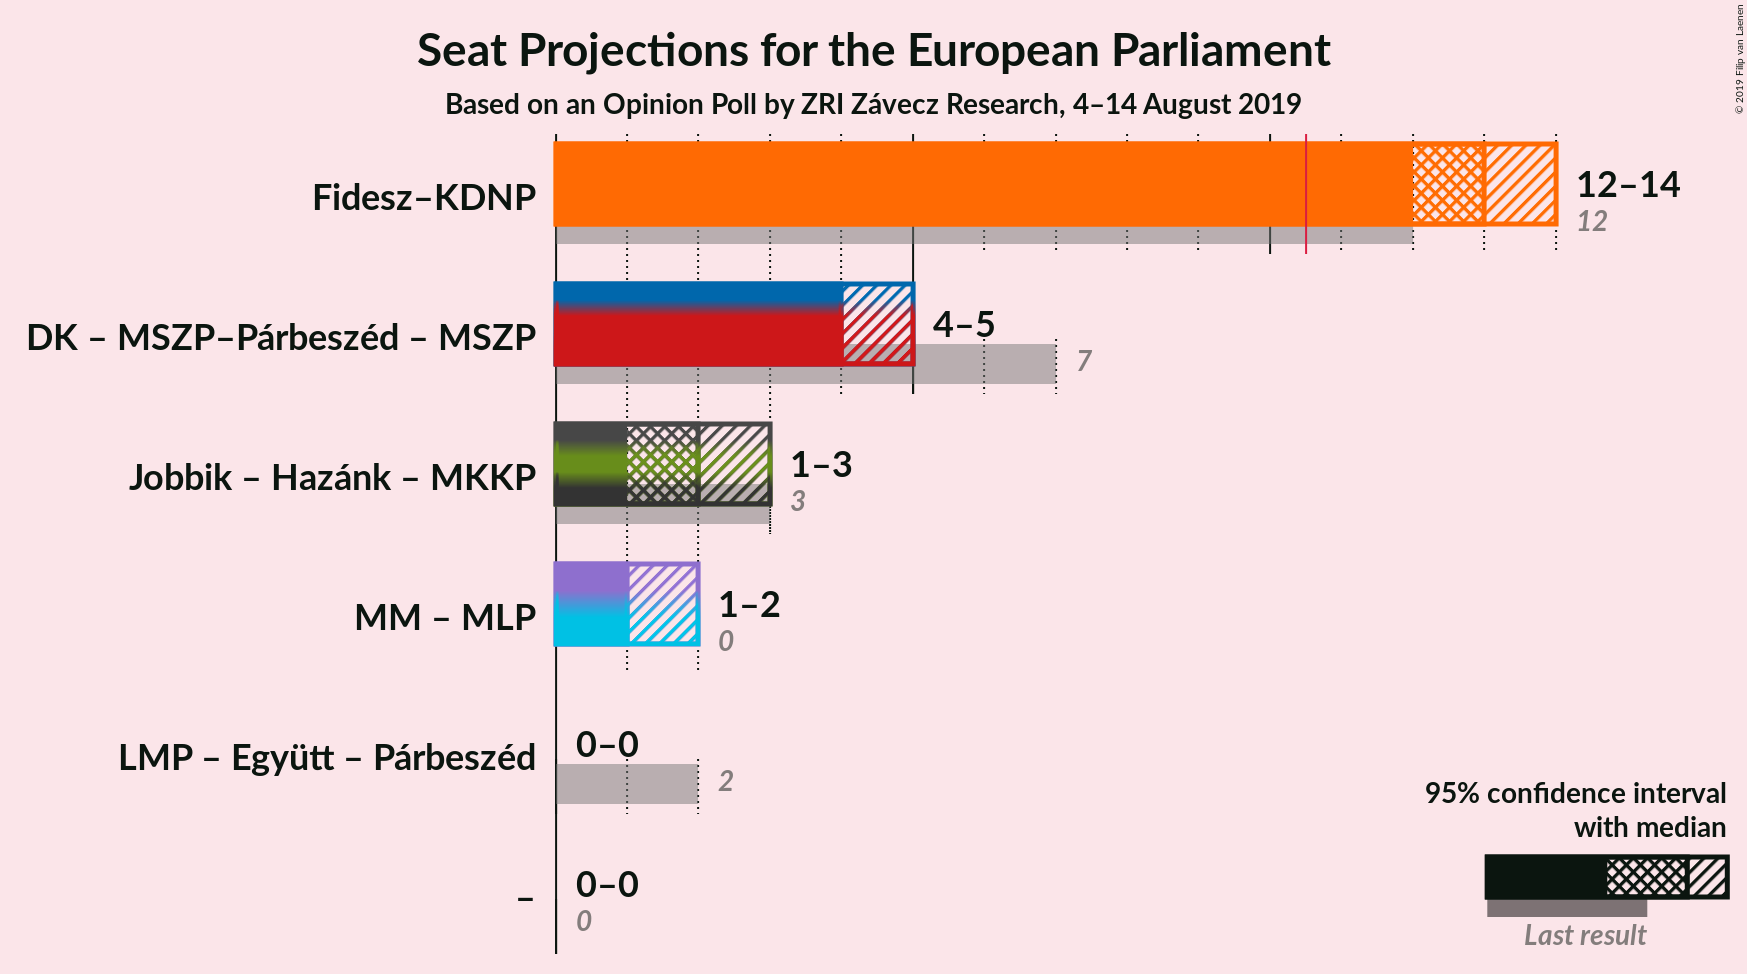 Seat Projections for the European Parliament
Based on an Opinion Poll by ZRI Závecz Research, 4–14 August 2019
© 2019 Filip van Laenen
Fidesz–KDNP
12–14
12
DK – MSZP–Párbeszéd – MSZP
4–5
7
Jobbik – Hazánk – MKKP
1–3
3
MM – MLP
1–2
0
LMP – Együtt – Párbeszéd
0–0
2
–
0–0
0
95% confidence interval
with median
Last result